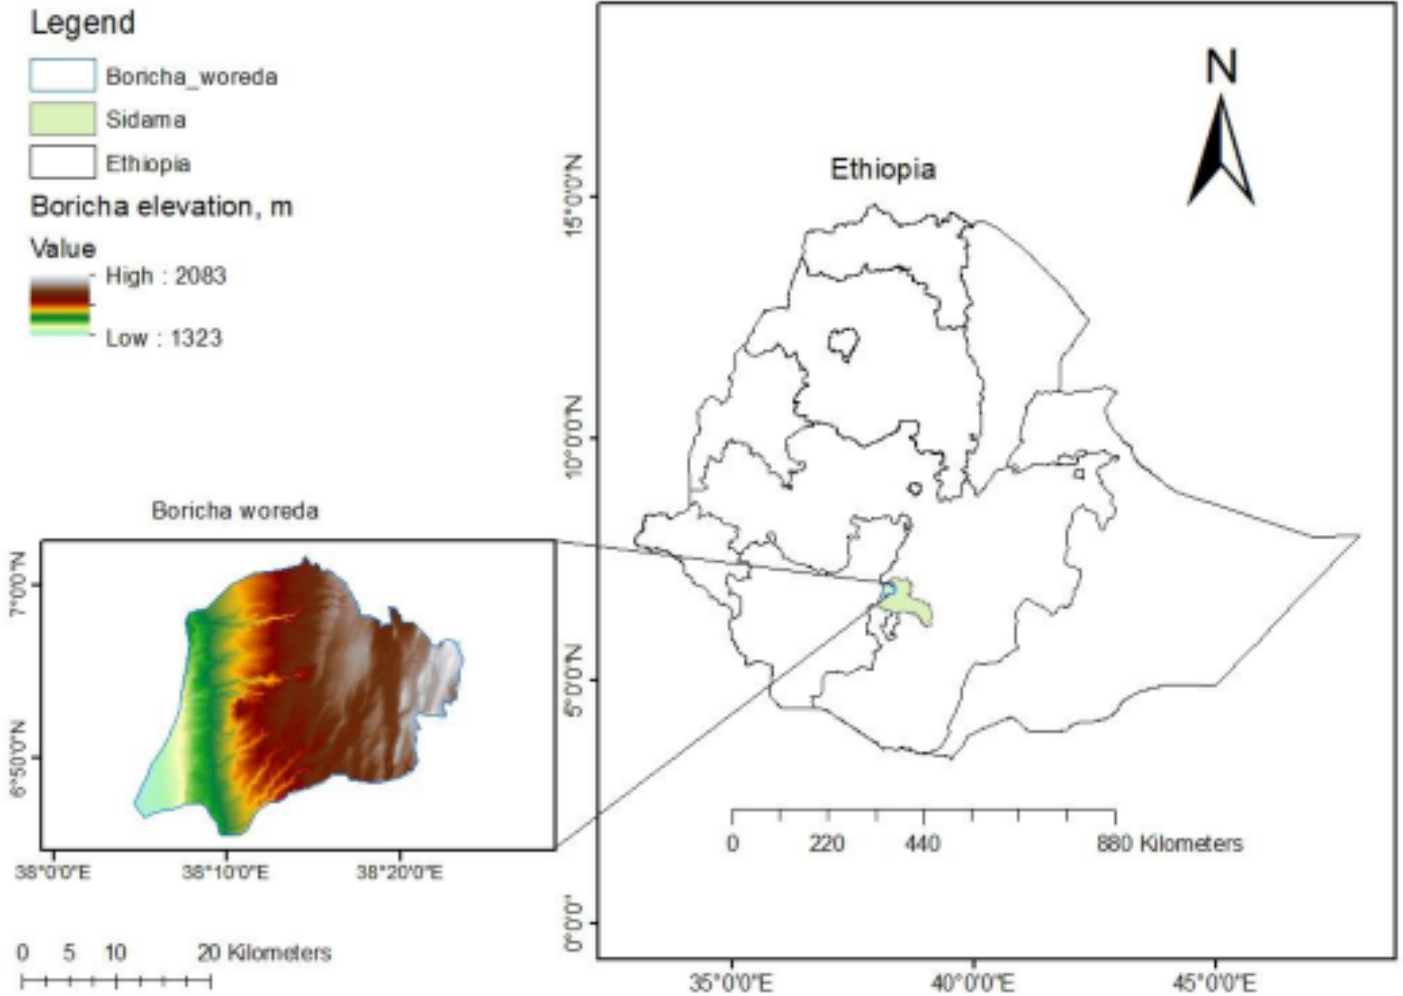 Legend
Boricha_woreda
Sidama
Ethiopia
Boricha elevation, m
Value
High : 2083
Low : 1323
N
Ethiopia
15°0'0"N
10°0'0"N
5°0'0"N
0°0'0"
35°0'0"E 40°0'0"E 45°0'0"E
0 220 440 880 Kilometers
Boricha woreda
7°0'0"N
6°50'0"N
38°0'0"E 38°10'0"E 38°20'0"E
0 5 10 20 Kilometers